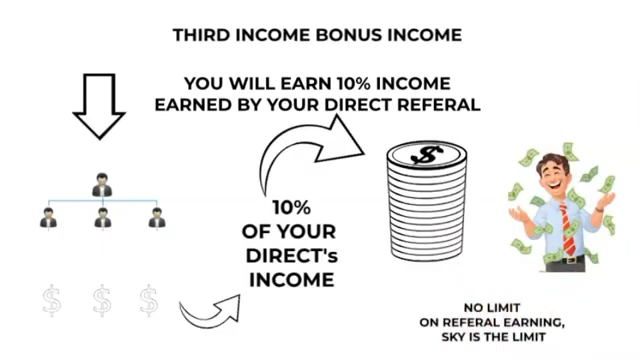 THIRD INCOME BONUS INCOME
YOU WILL EARN 10% INCOME
EARNED BY YOUR DIRECT REFERAL
10%
OF YOUR
DIRECT's
INCOME
$
$ $ $
NO LIMIT
ON REFERAL EARNING,
SKY IS THE LIMIT